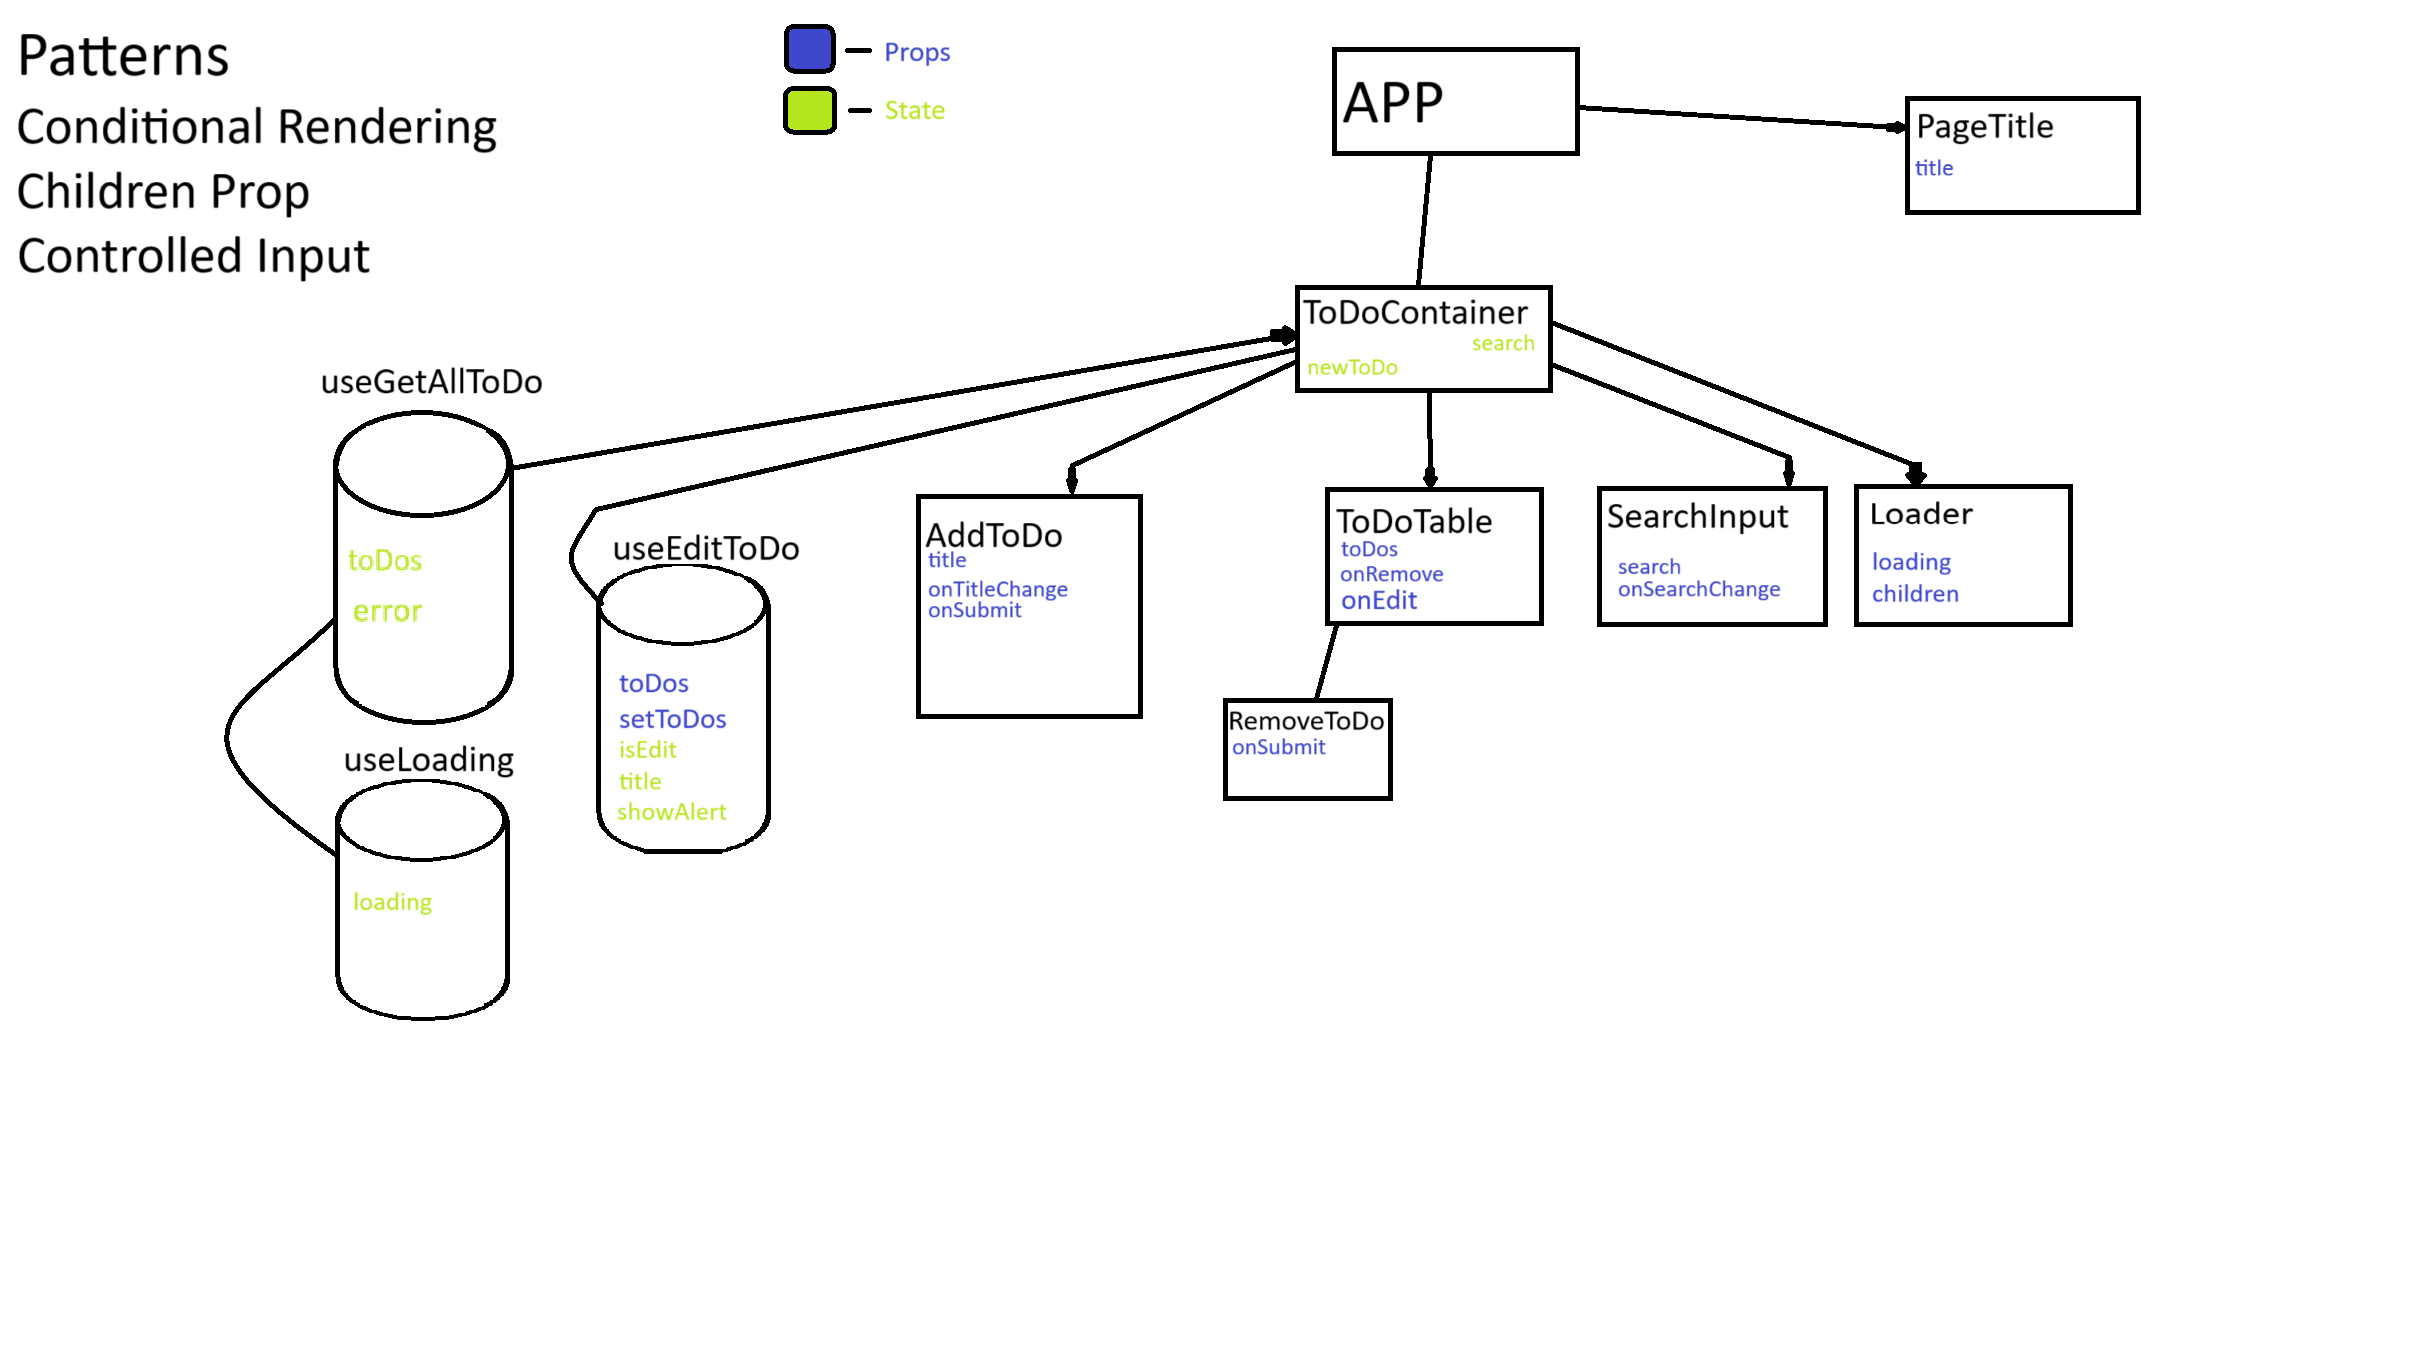 Patterns
Conditional Rendering
Children Prop
Controlled Input
Props
State
APP
PageTitle
title
ToDoContainer
search
newToDo
useGetAllToDo
toDos
error
useLoading
loading
useEditToDo
toDos
setToDos
isEdit
title
showAlert
AddToDo
title
onTitleChange
onSubmit
ToDoTable
toDos
onRemove
onEdit
RemoveToDo
onSubmit
SearchInput
search
onSearchChange
Loader
loading
children